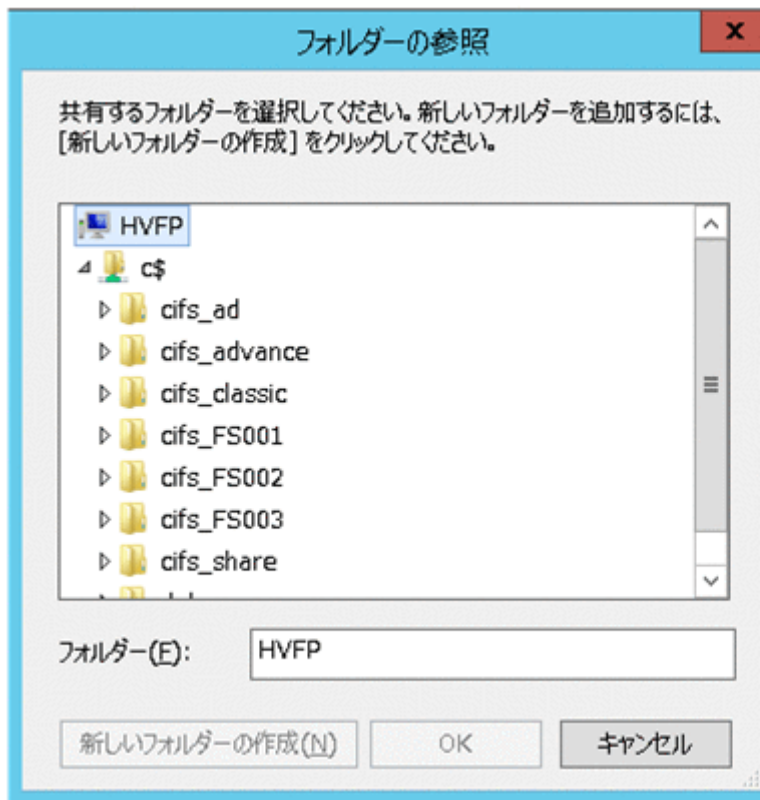 フォルダーの参照
共有するフォルダーを選択してください。新しいフォルダーを追加するには、
[新しいフォルダーの作成] をクリックしてください。
HVFP
c$
cifs_ad
cifs_advance
cifs_classic
cifs_FS001
cifs_FS002
cifs_FS003
cifs_share
フォルダー(F): HVFP
新しいフォルダーの作成(N) OK キャンセル